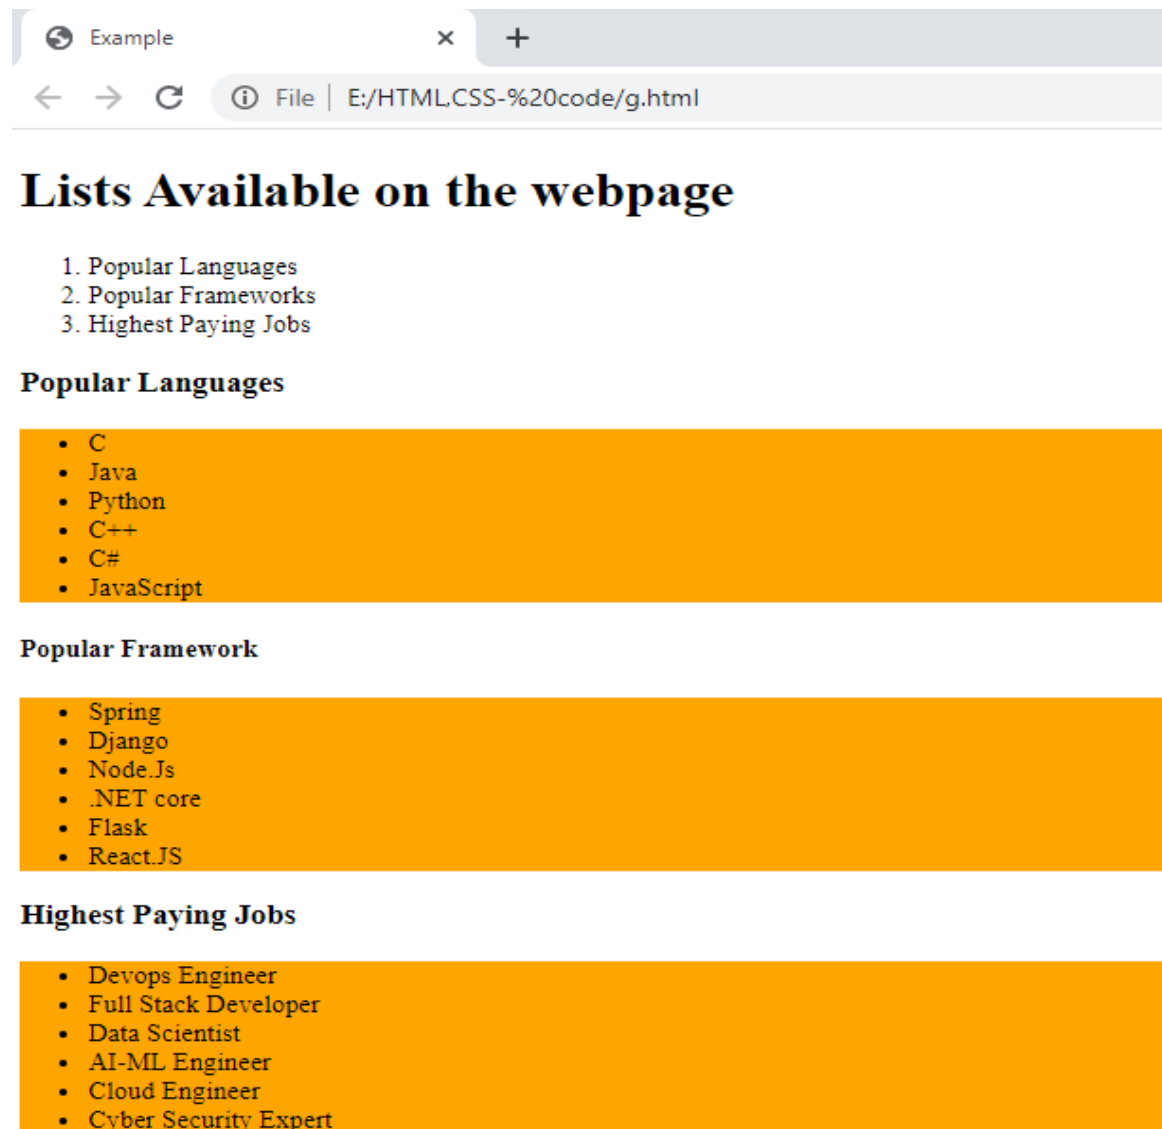 Example
File | E:/HTML,CSS-%20code/g.html
Lists Available on the webpage
1. Popular Languages
2. Popular Frameworks
3. Highest Paying Jobs
Popular Languages
• C
• Java
• Python
• C++
• C#
• JavaScript
Popular Framework
• Spring
• Django
• Node.Js
• .NET core
• Flask
• React.JS
Highest Paying Jobs
• Devops Engineer
• Full Stack Developer
• Data Scientist
• AI-ML Engineer
• Cloud Engineer
• Cyber Security Expert